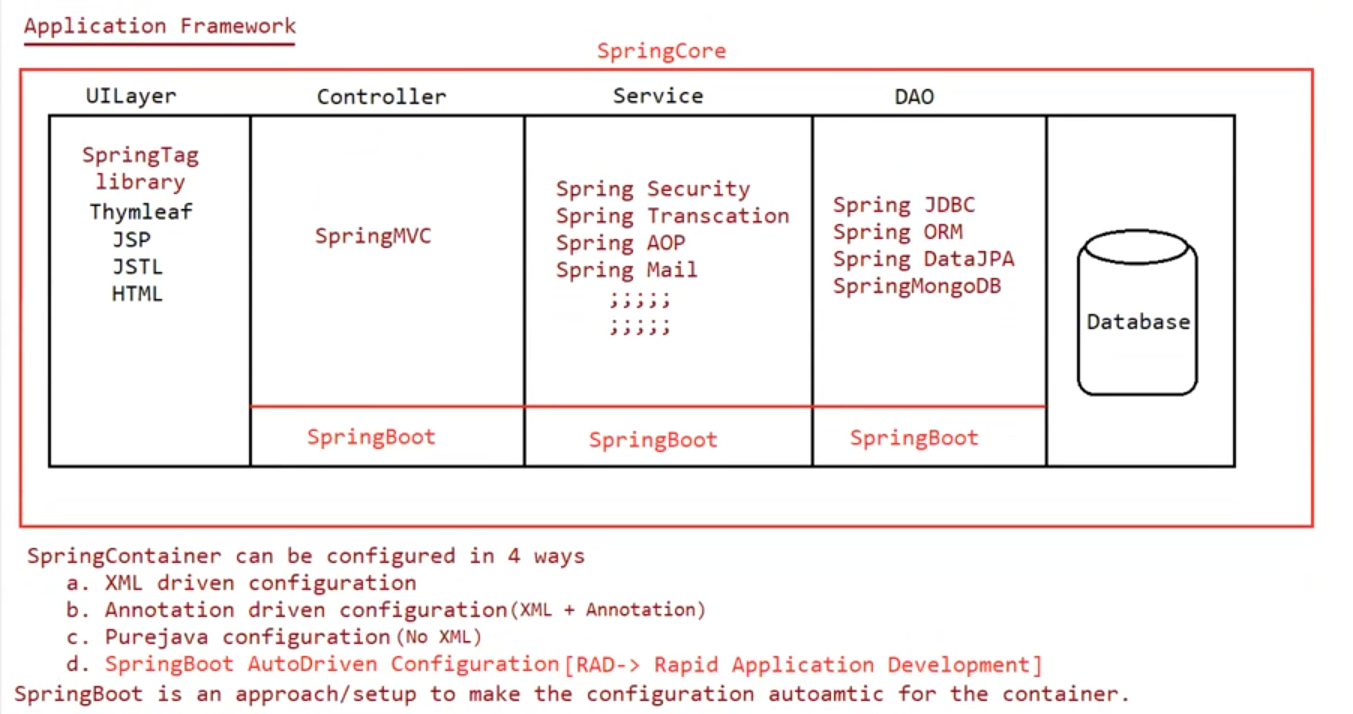 Application Framework
SpringCore
UILayer
Controller
Service
DAO
SpringTag
library
Thymleaf
JSP
JSTL
HTML
SpringMVC
Spring Security
Spring Transcation
Spring AOP
Spring Mail
;;;;;
;;;;;
Spring JDBC
Spring ORM
Spring DataJPA
SpringMongoDB
Database
SpringBoot
SpringBoot
SpringBoot
SpringContainer can be configured in 4 ways
a. XML driven configuration
b. Annotation driven configuration(XML + Annotation)
c. Purejava configuration(No XML)
d. SpringBoot AutoDriven Configuration[RAD-> Rapid Application Development]
SpringBoot is an approach/setup to make the configuration autoamtic for the container.